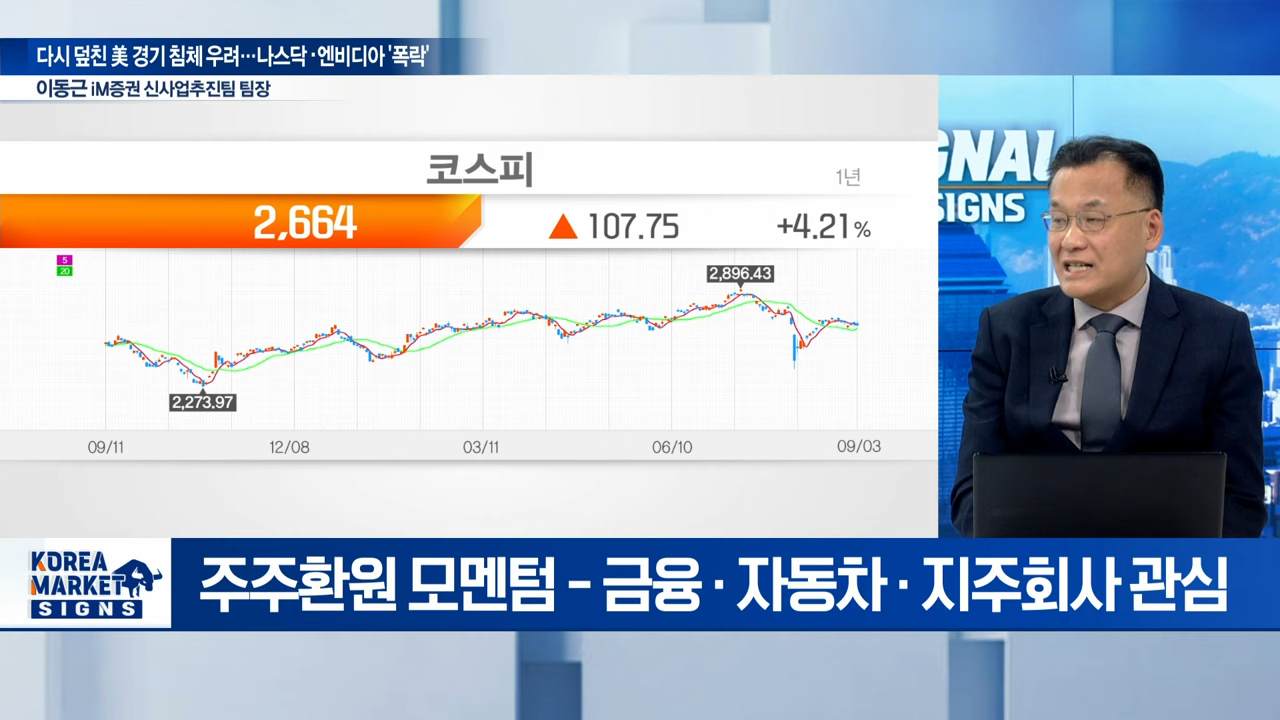 다시 덮친 美 경기 침체 우려…나스닥·엔비디아 '폭락'
이동근 iM증권 신사업추진팀 팀장
코스피
1년
2,664
▲ 107.75
+4.21%
5
20
2,896.43
2,273.97
09/11
12/08
03/11
06/10
09/03
GNAL
SIGNS
KOREA
MARKET
SIGNS
주주환원 모멘텀 - 금융·자동차·지주회사 관심